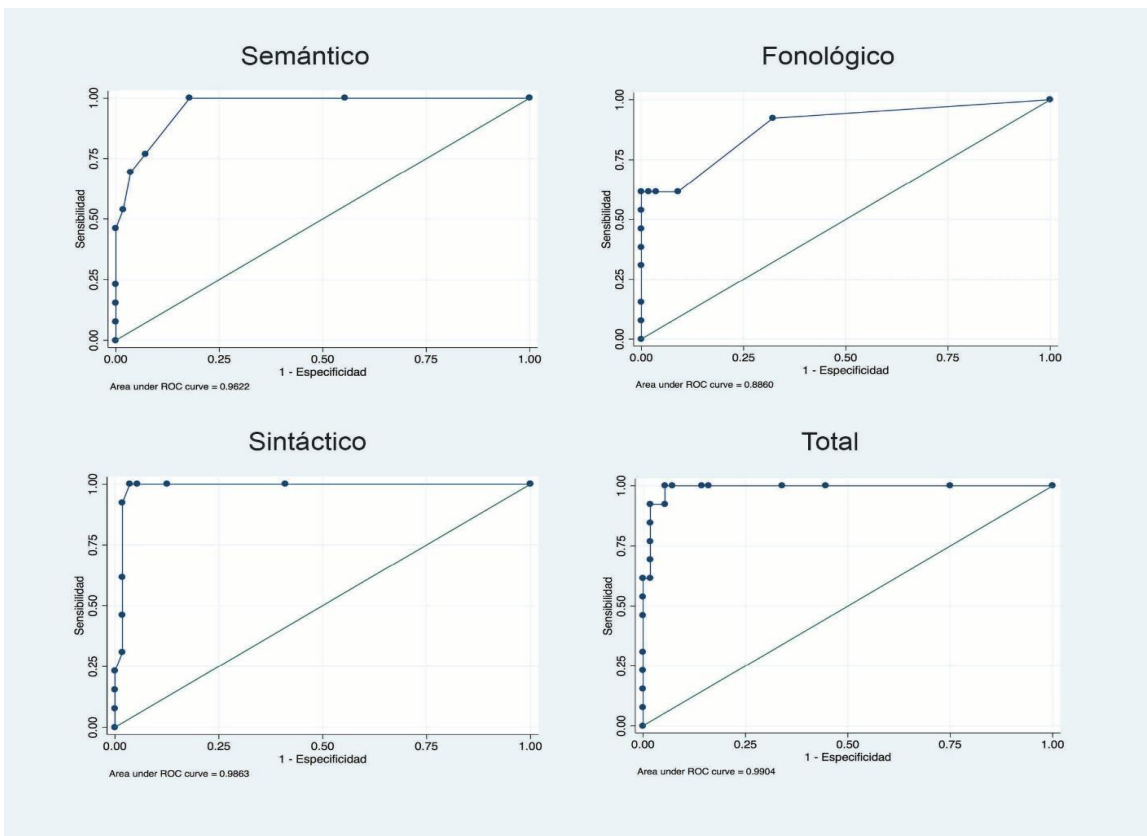 Semántico
Sensibilidad
1.00
0.75
0.50
0.25
0.00
0.00 0.25 0.50 0.75 1.00
1 - Especificidad
Area under ROC curve = 0.9622
Fonológico
Sensibilidad
1.00
0.75
0.50
0.25
0.00
0.00 0.25 0.50 0.75 1.00
1 - Especificidad
Area under ROC curve = 0.8860
Sintáctico
Sensibilidad
1.00
0.75
0.50
0.25
0.00
0.00 0.25 0.50 0.75 1.00
1 - Especificidad
Area under ROC curve = 0.9863
Total
Sensibilidad
1.00
0.75
0.50
0.25
0.00
0.00 0.25 0.50 0.75 1.00
1 - Especificidad
Area under ROC curve = 0.9904